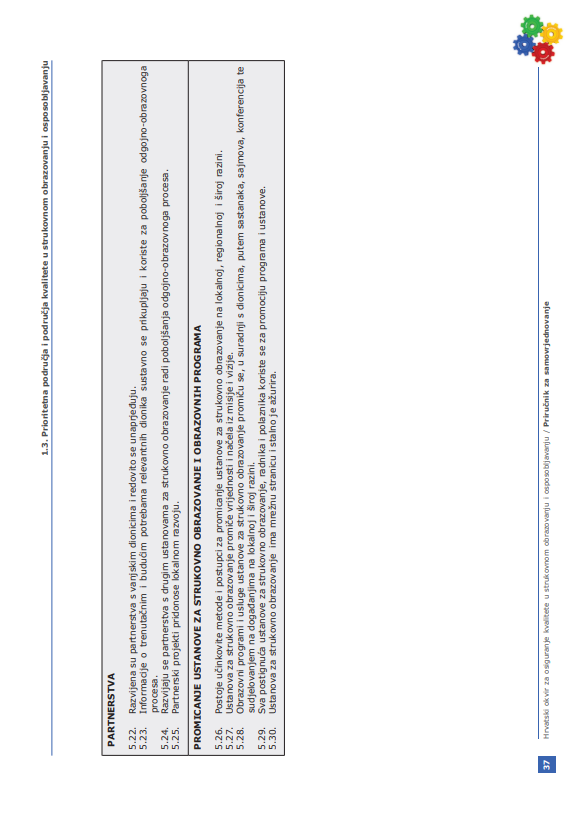 1.3. Prioritetna područja i područja kvalitete u strukovnom obrazovanju i osposobljavanju
PARTNERSTVA
5.22. Razvijena su partnerstva s vanjskim dionicima i redovito se unaprjeđuju.
5.23. Informacije o trenutačnim i budućim potrebama relevantnih dionika sustavno se prikupljaju i koriste za poboljšanje odgojno-obrazovnoga
procesa.
5.24. Razvijaju se partnerstva s drugim ustanovama za strukovno obrazovanje radi poboljšanja odgojno-obrazovnoga procesa.
5.25. Partnerski projekti pridonose lokalnom razvoju.
PROMICANJE USTANOVE ZA STRUKOVNO OBRAZOVANJE I OBRAZOVNIH PROGRAMA
5.26. Postoje učinkovite metode i postupci za promicanje ustanove za strukovno obrazovanje na lokalnoj, regionalnoj i široj razini.
5.27. Ustanova za strukovno obrazovanje promiče vrijednosti i načela iz misije i vizije.
5.28. Obrazovni programi i usluge ustanove za strukovno obrazovanje promiču se, u suradnji s dionicima, putem sastanaka, sajmova, konferencija te
sudjelovanjem na događanjima na lokalnoj i široj razini.
5.29. Sva postignuća ustanove za strukovno obrazovanje, radnika i polaznika koriste se za promociju programa i ustanove.
5.30. Ustanova za strukovno obrazovanje ima mrežnu stranicu i stalno je ažurira.
37 Hrvatski okvir za osiguranje kvalitete u strukovnom obrazovanju i osposobljavanju / Priručnik za samovrjednovanje